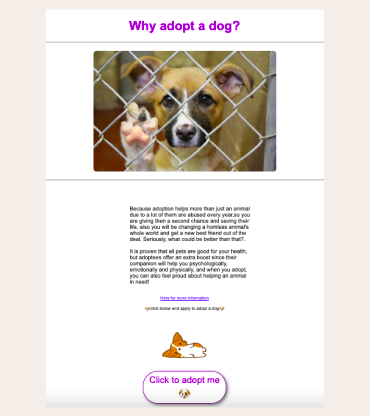 Why adopt a dog?
Because adoption helps more than just an animal
due to a lot of them are abused every year,so you
are giving then a second chance and saving their
life, also you will be changing a homless animal's
whole world and get a new best friend out of the
deal. Seriously, what could be better than that?.
It is proven that all pets are good for your health,
but adoptees offer an extra boost since their
companion will help you psychologically,
emotionally and physically, and when you adopt,
you can also feel proud about helping an animal
in need!
Here for more information
click below and apply to adopt a dog
Click to adopt me